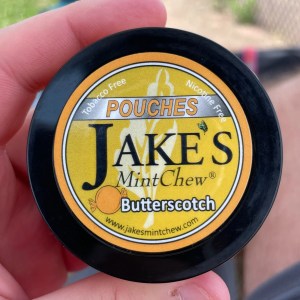 Tobacco Free
Nicotine Free
POUCHES
JAKE'S
MintChew®
Butterscotch
www.jakesmintchew.com